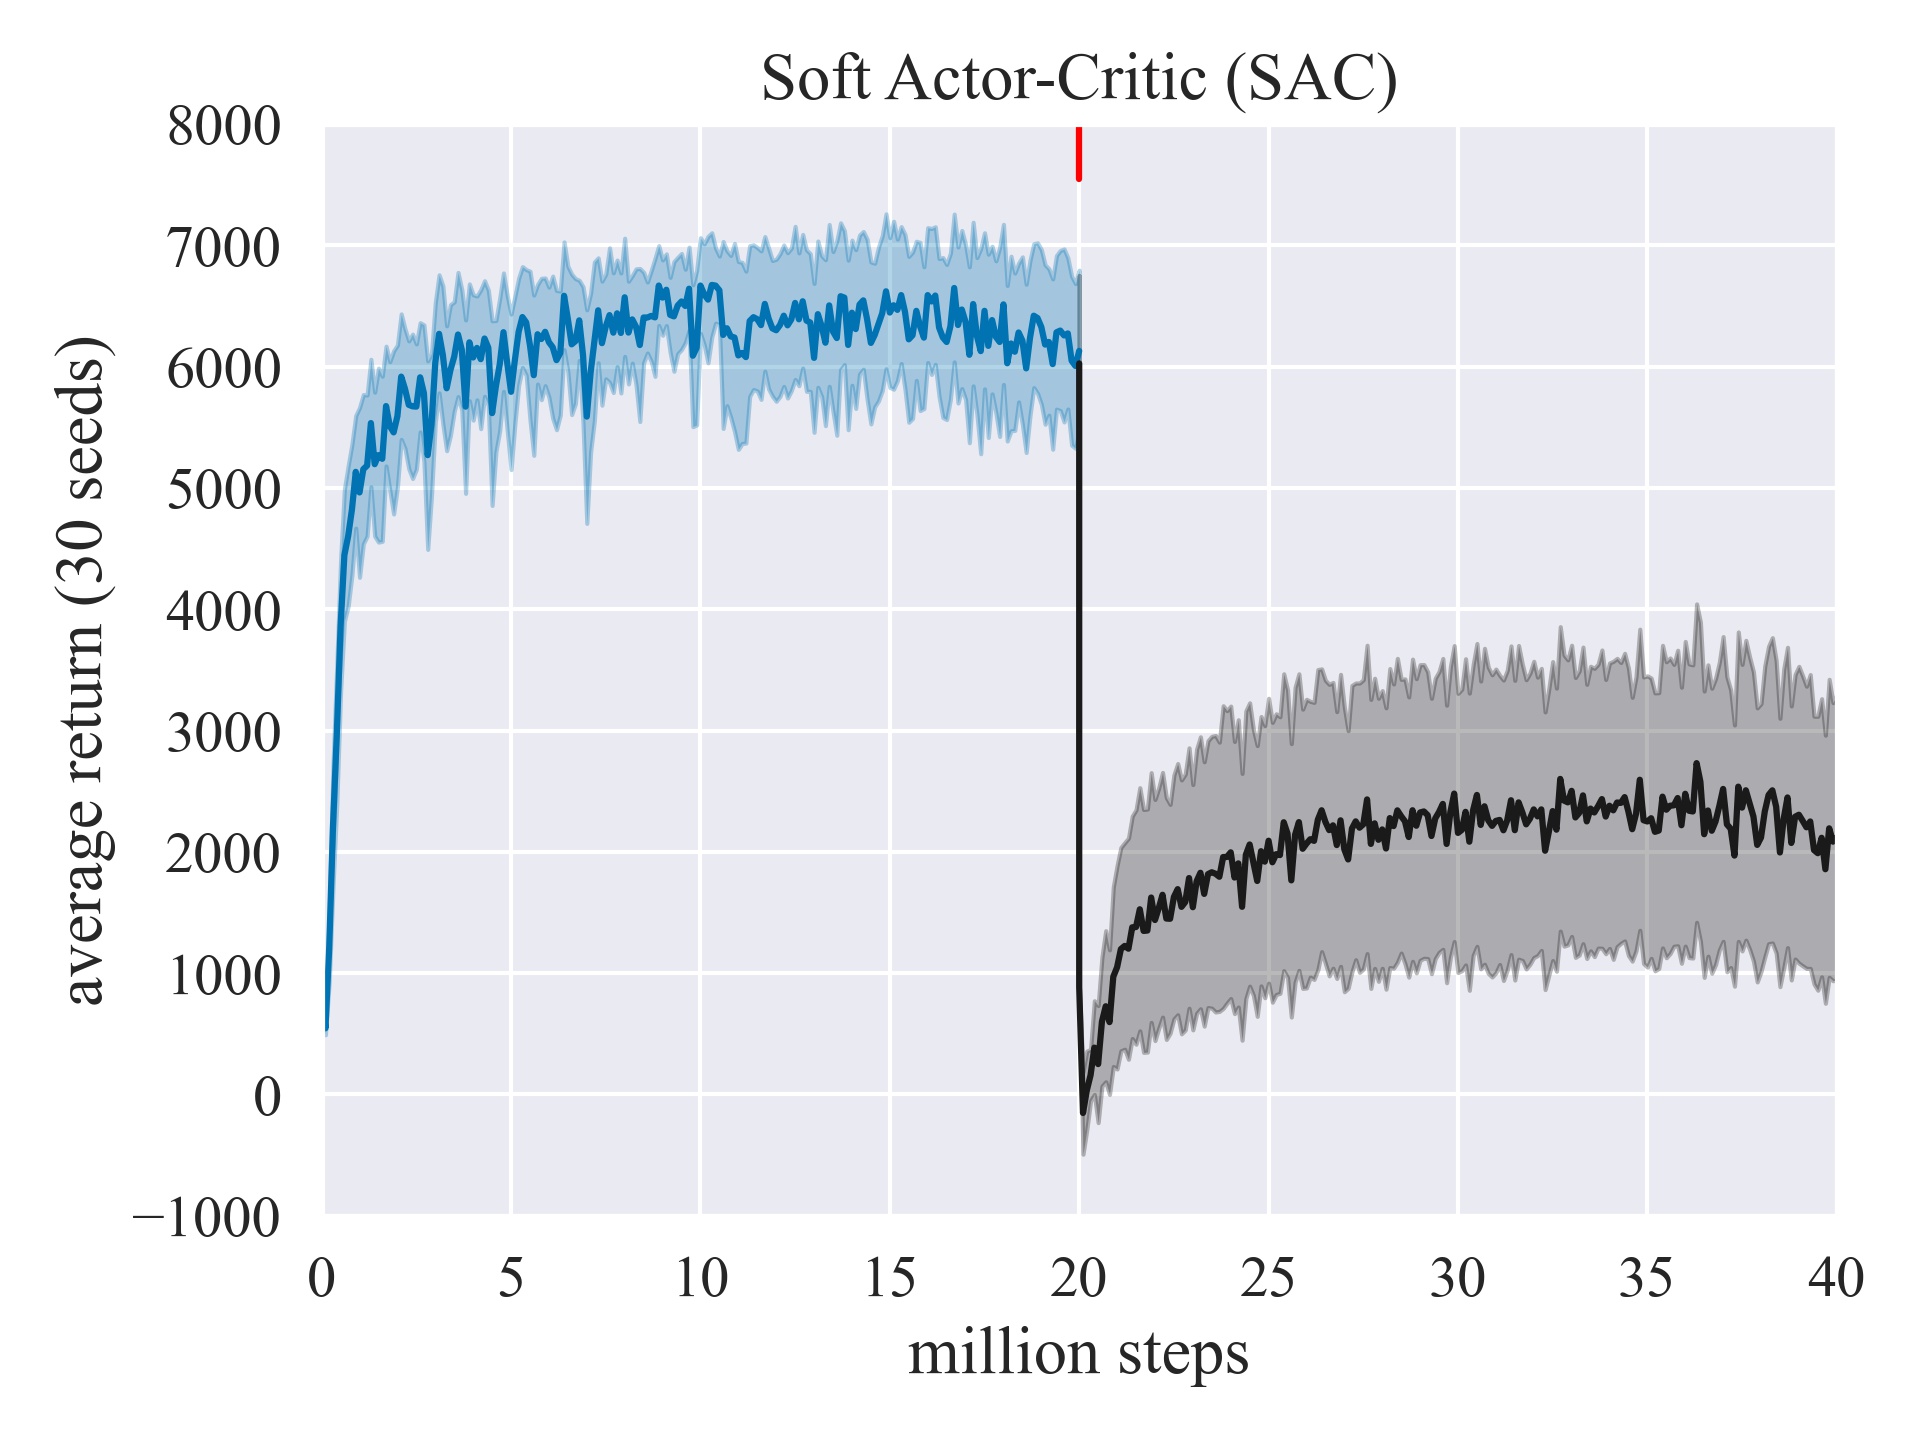 Soft Actor-Critic (SAC)
8000
7000
6000
5000
4000
3000
2000
1000
0
−1000
average return (30 seeds)
0 5 10 15 20 25 30 35 40
million steps